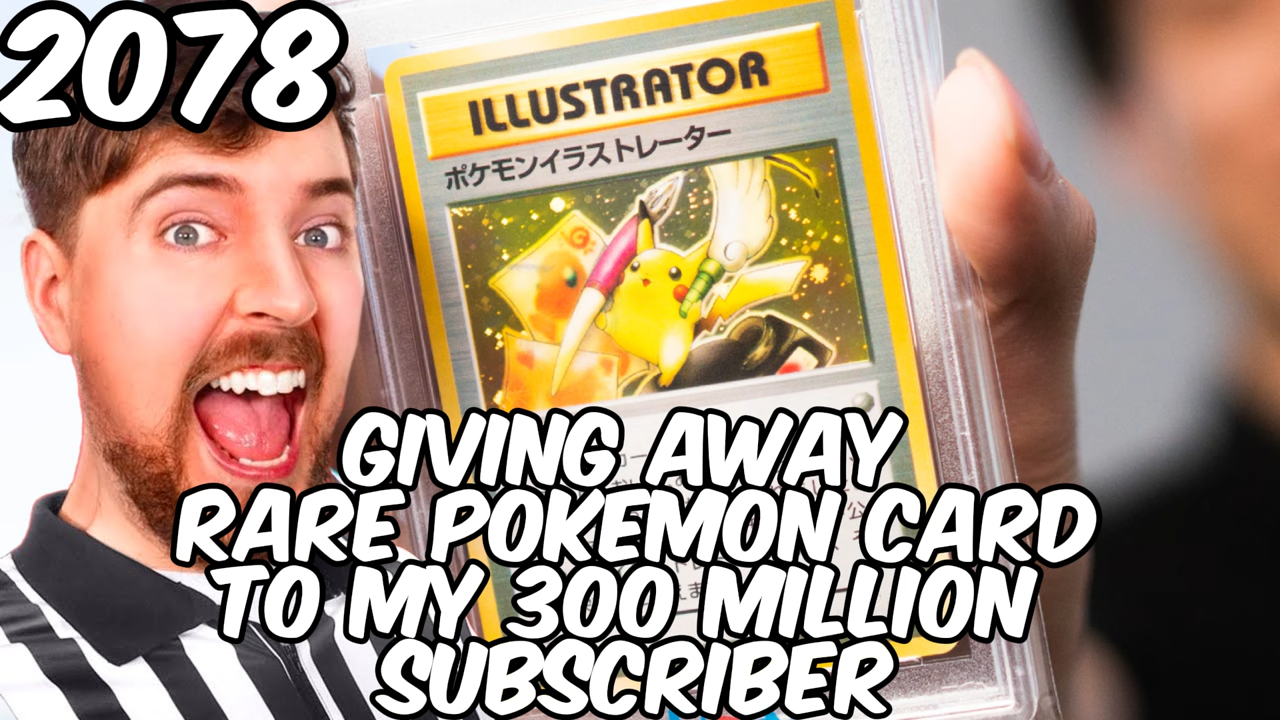 2078
ILLUSTRATOR
ポケモンイラストレーター
GIVING AWAY
RARE POKEMON CARD
TO MY 300 MILLION
SUBSCRIBER